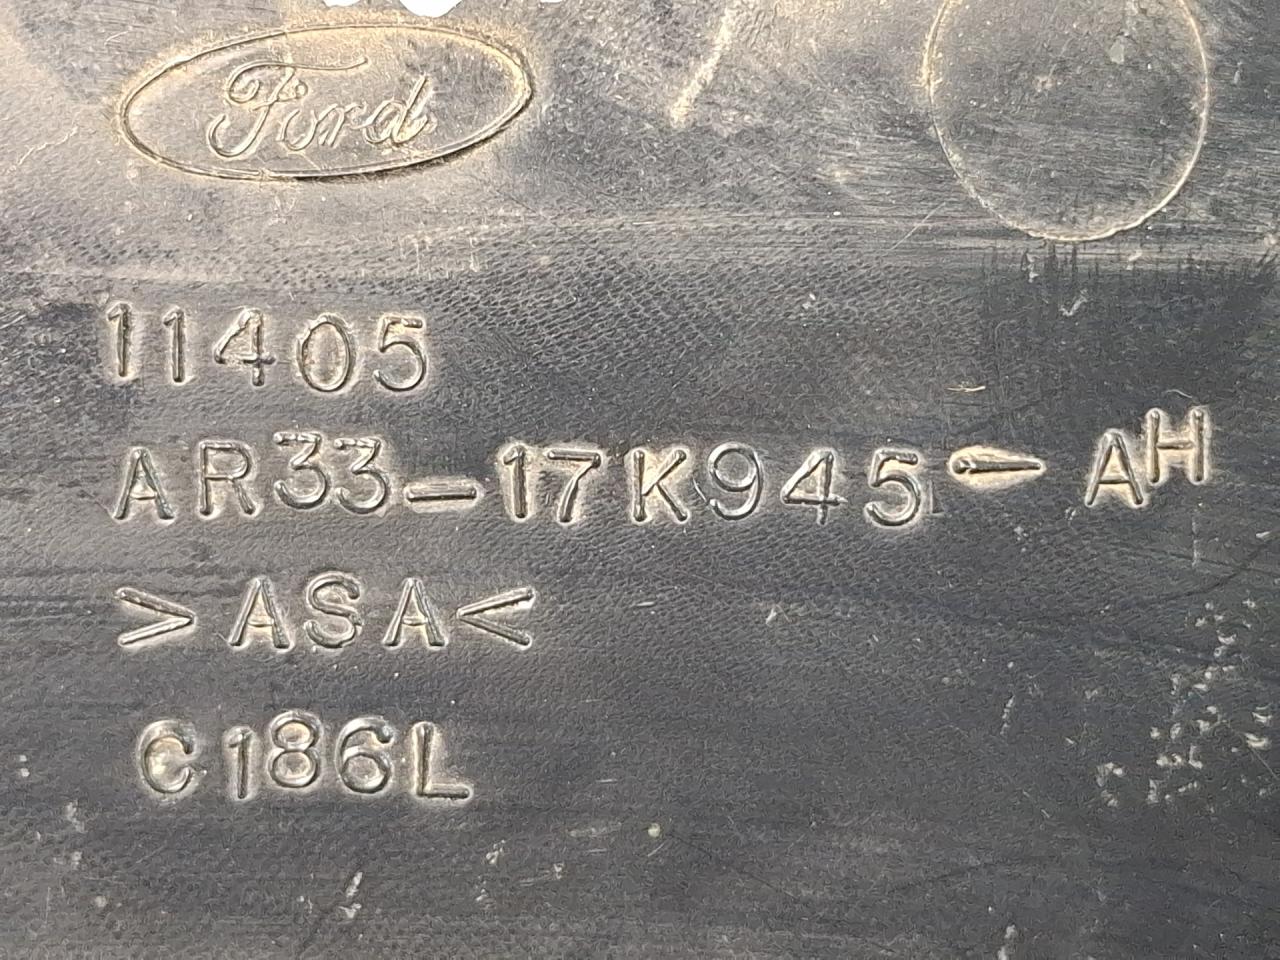 Ford
11405
AR33-17K945-AH
>ASA<
C186L